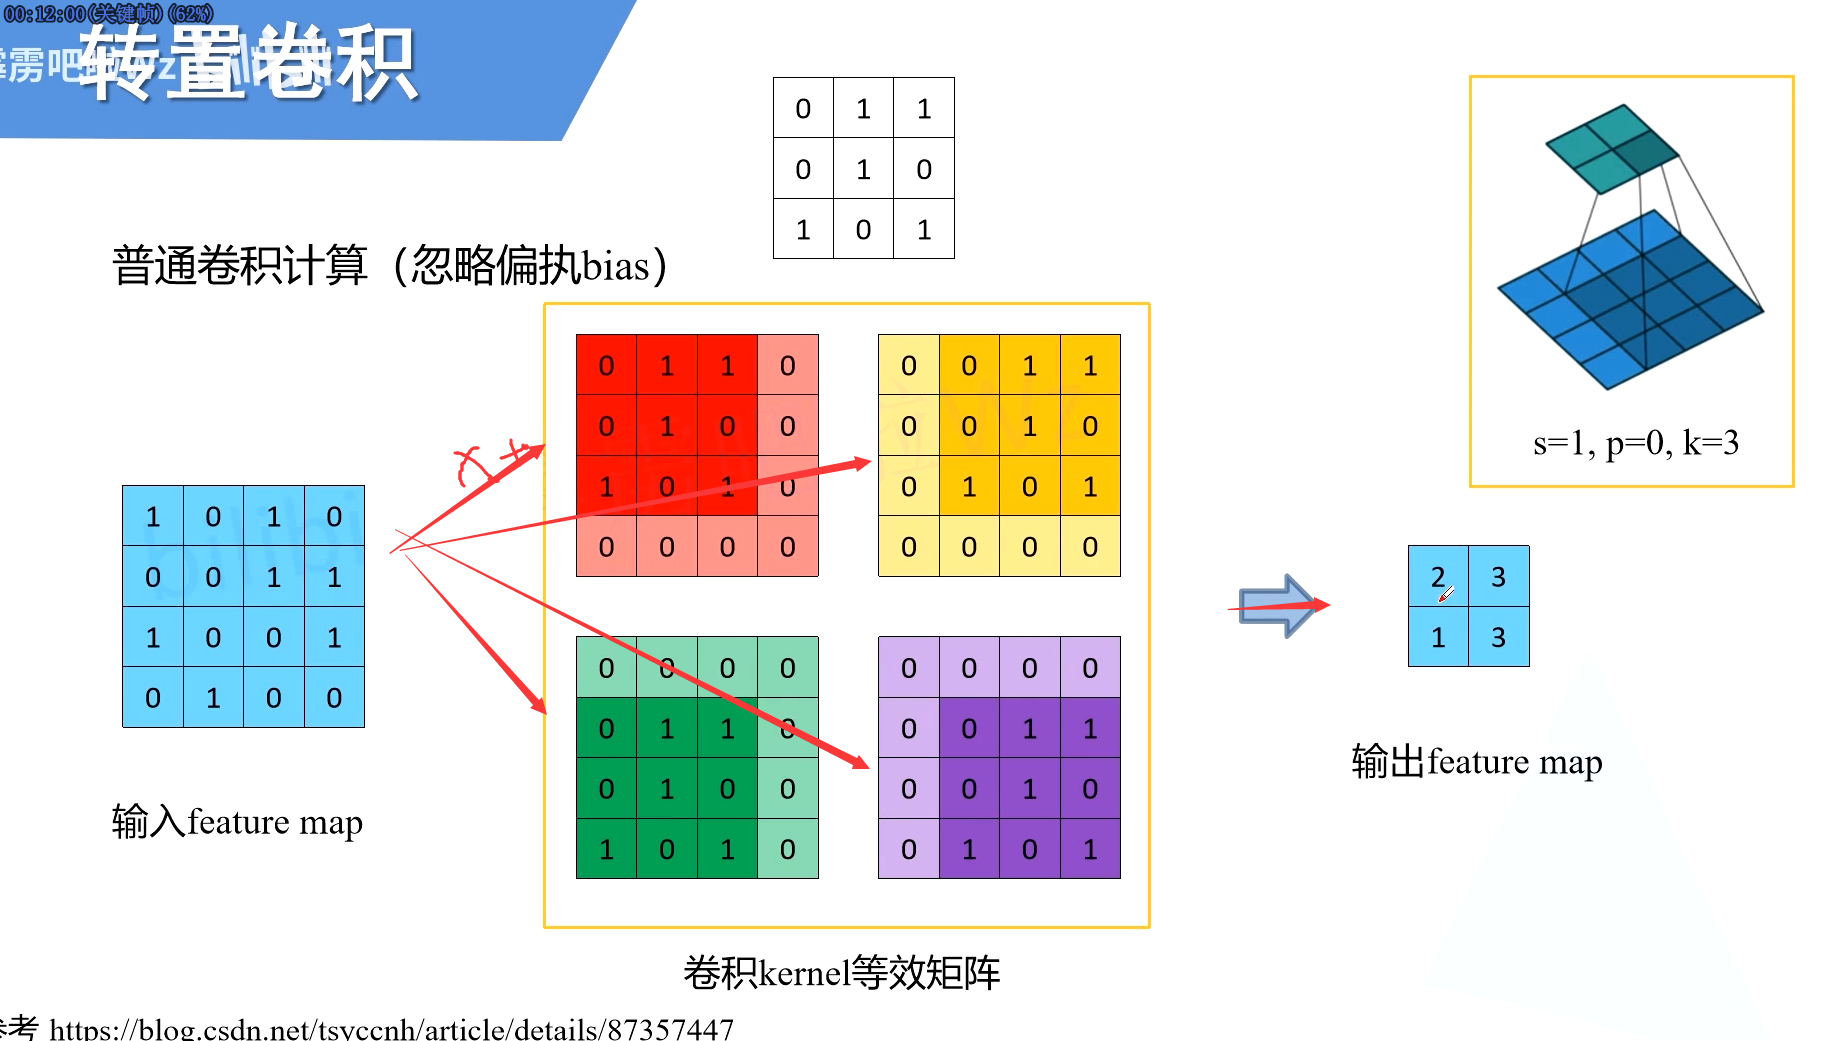 00:12:00(关键帧)(62%)
转置卷积
bilibili
0 1 1
0 1 0
1 0 1
普通卷积计算（忽略偏执bias）
0 1 1 0
0 1 0 0
1 0 1 0
0 0 0 0
0 0 1 1
0 0 1 0
0 1 0 1
0 0 0 0
s=1, p=0, k=3
× +
1 0 1 0
0 0 1 1
1 0 0 1
0 1 0 0
输入feature map
0 0 0 0
0 1 1 0
0 1 0 0
1 0 1 0
0 0 0 0
0 0 1 1
0 0 1 0
0 1 0 1
2 3
1 3
输出feature map
卷积kernel等效矩阵
参考 https://blog.csdn.net/tsyccnh/article/details/87357447